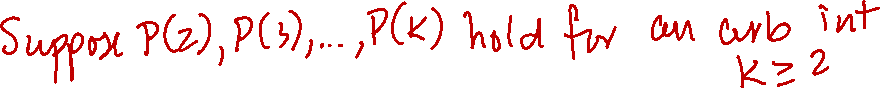 Suppose P(2), P(3), ..., P(k) hold for an arb int
k ≥ 2